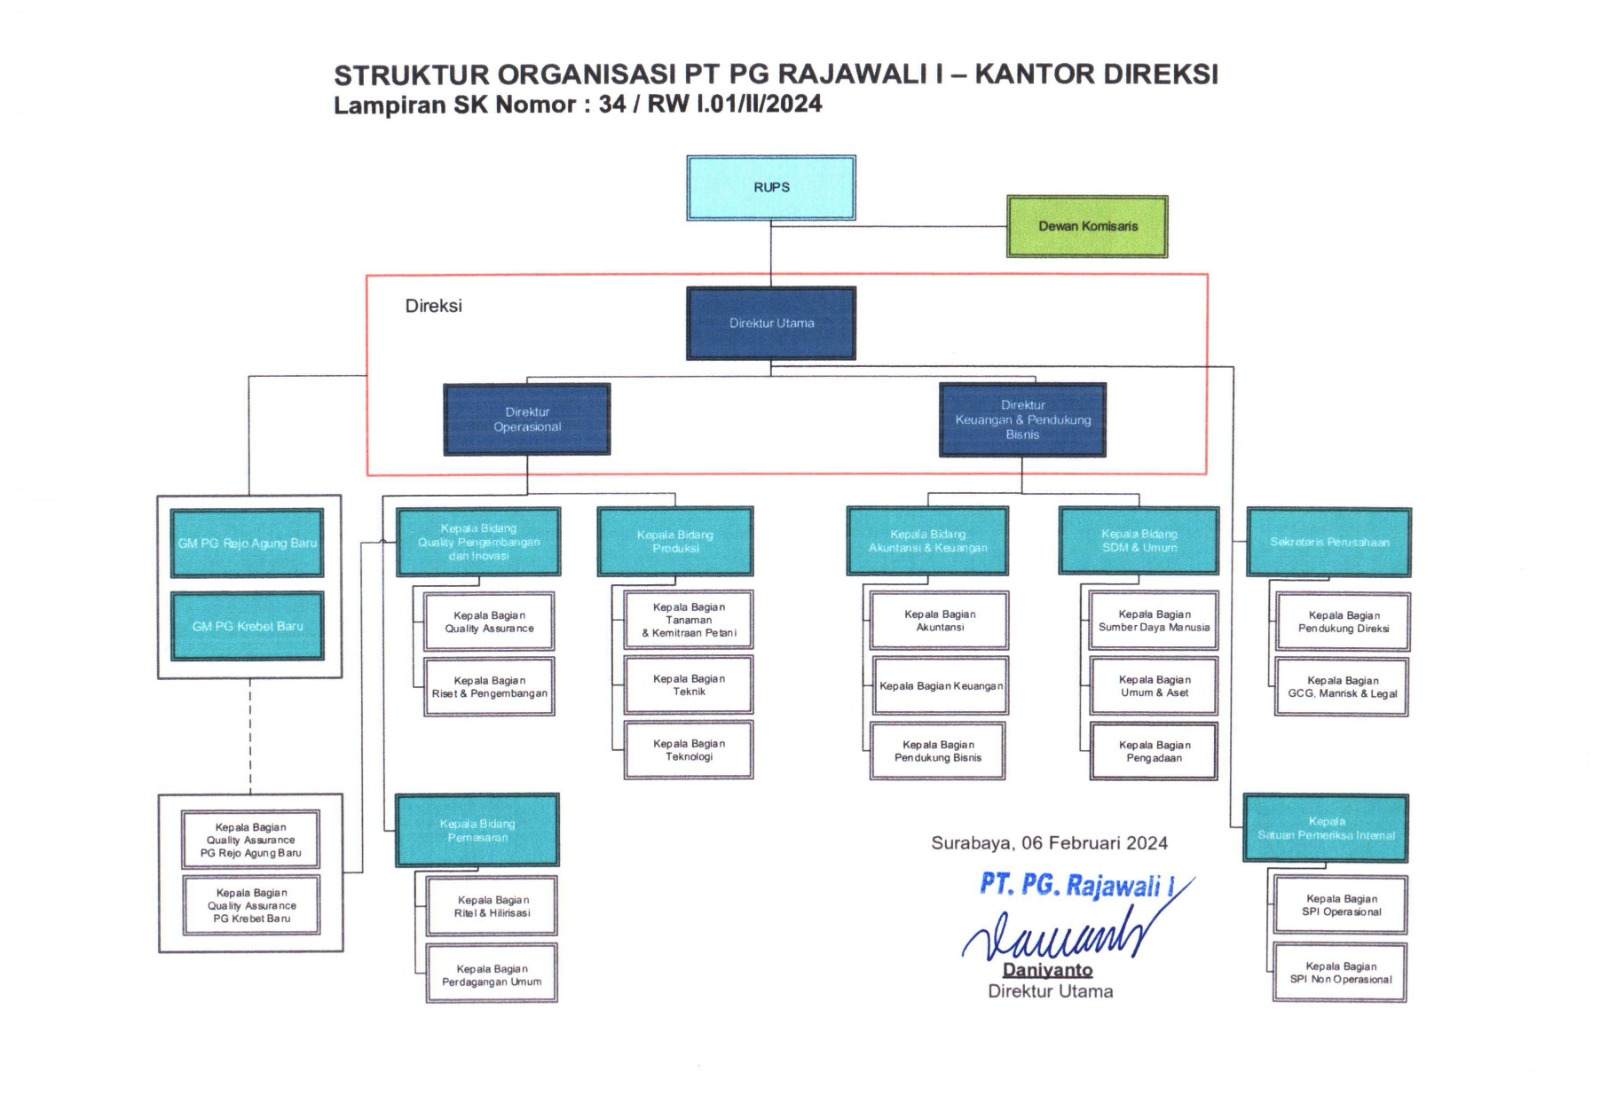 STRUKTUR ORGANISASI PT PG RAJAWALI I – KANTOR DIREKSI
Lampiran SK Nomor : 34 / RW I.01/II/2024
RUPS
Dewan Komisaris
Direksi
Direktur Utama
Direktur
Operasional
Direktur
Keuangan & Pendukung
Bisnis
GM PG Rejo Agung Baru
GM PG Krebet Baru
Kepala Bidang
Quality Pengembangan
dan Inovasi
Kepala Bagian
Quality Assurance
Kepala Bagian
Riset & Pengembangan
Kepala Bidang
Produksi
Kepala Bagian
Tanaman
& Kemitraan Petani
Kepala Bagian
Teknik
Kepala Bagian
Teknologi
Kepala Bidang
Akuntansi & Keuangan
Kepala Bagian
Akuntansi
Kepala Bagian Keuangan
Kepala Bagian
Pendukung Bisnis
Kepala Bidang
SDM & Umum
Kepala Bagian
Sumber Daya Manusia
Kepala Bagian
Umum & Aset
Kepala Bagian
Pengadaan
Sekretaris Perusahaan
Kepala Bagian
Pendukung Direksi
Kepala Bagian
GCG, Manrisk & Legal
Kepala Bagian
Quality Assurance
PG Rejo Agung Baru
Kepala Bagian
Quality Assurance
PG Krebet Baru
Kepala Bidang
Pemasaran
Kepala Bagian
Ritel & Hilirisasi
Kepala Bagian
Perdagangan Umum
Kepala
Satuan Pemeriksa Internal
Kepala Bagian
SPI Operasional
Kepala Bagian
SPI Non Operasional
Surabaya, 06 Februari 2024
PT. PG. Rajawali I
Daniyanto
Direktur Utama